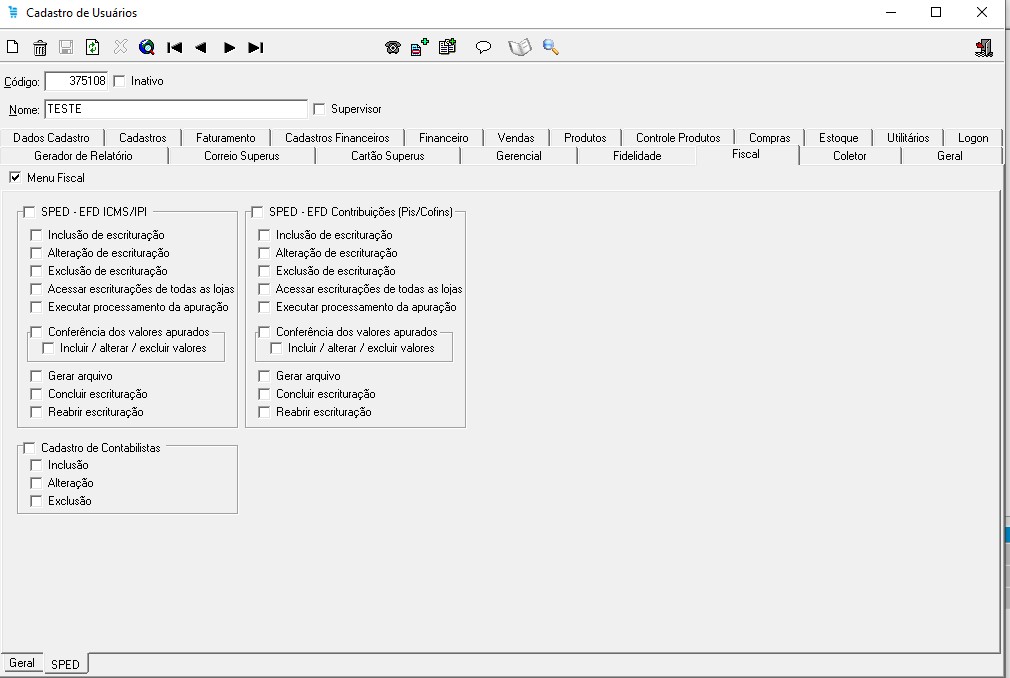 Cadastro de Usuários
Código: 375108 Inativo
Nome: TESTE Supervisor
Dados Cadastro Cadastros Faturamento Cadastros Financeiros Financeiro Vendas Produtos Controle Produtos Compras Estoque Utilitários Logon
Gerador de Relatório Correio Superus Cartão Superus Gerencial Fidelidade Fiscal Coletor Geral
Menu Fiscal
SPED - EFD ICMS/IPI
Inclusão de escrituração
Alteração de escrituração
Exclusão de escrituração
Acessar escriturações de todas as lojas
Executar processamento da apuração
Conferência dos valores apurados
Incluir / alterar / excluir valores
Gerar arquivo
Concluir escrituração
Reabrir escrituração
SPED - EFD Contribuições (Pis/Cofins)
Inclusão de escrituração
Alteração de escrituração
Exclusão de escrituração
Acessar escriturações de todas as lojas
Executar processamento da apuração
Conferência dos valores apurados
Incluir / alterar / excluir valores
Gerar arquivo
Concluir escrituração
Reabrir escrituração
Cadastro de Contabilistas
Inclusão
Alteração
Exclusão
Geral SPED